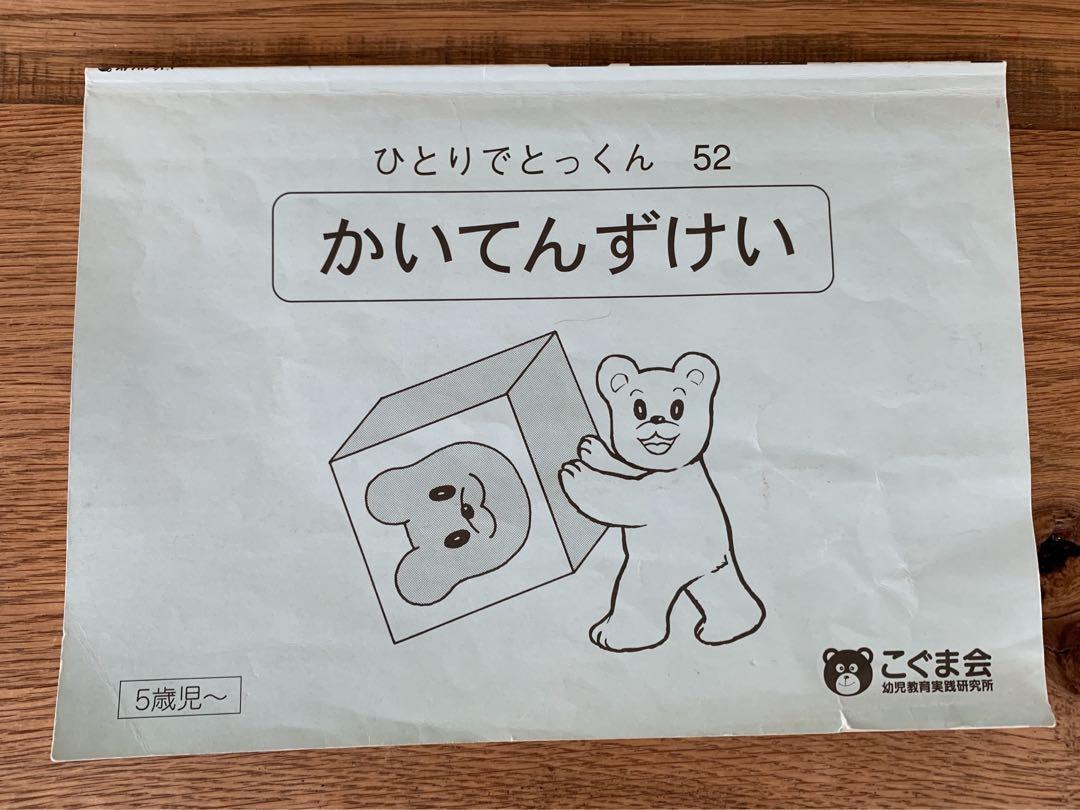 ひとりでとっくん 52
かいてんずけい
5歳児～
こぐま会
幼児教育実践研究所